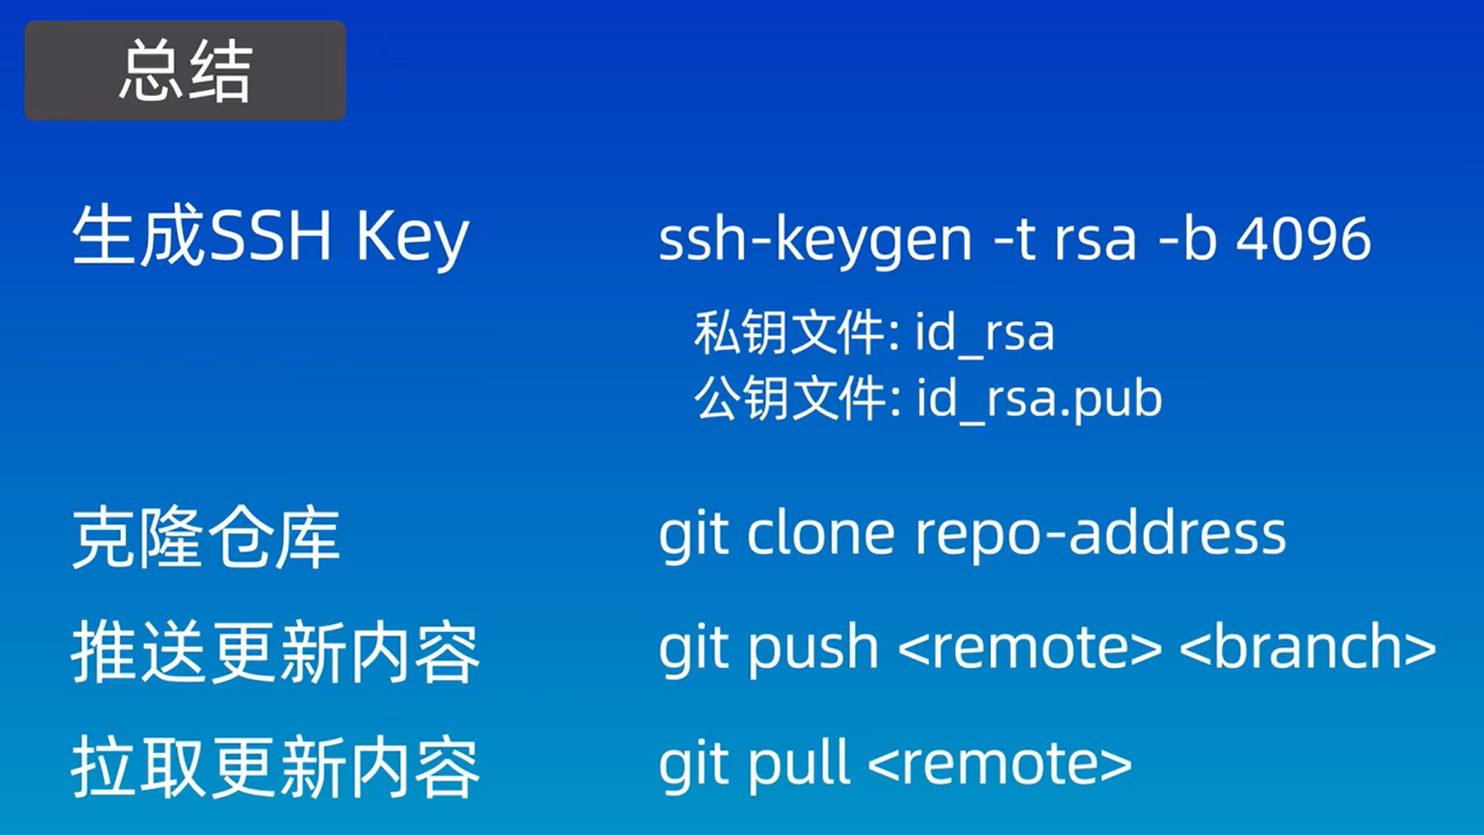 总结
生成SSH Key ssh-keygen -t rsa -b 4096
私钥文件: id_rsa
公钥文件: id_rsa.pub
克隆仓库 git clone repo-address
推送更新内容 git push <remote> <branch>
拉取更新内容 git pull <remote>